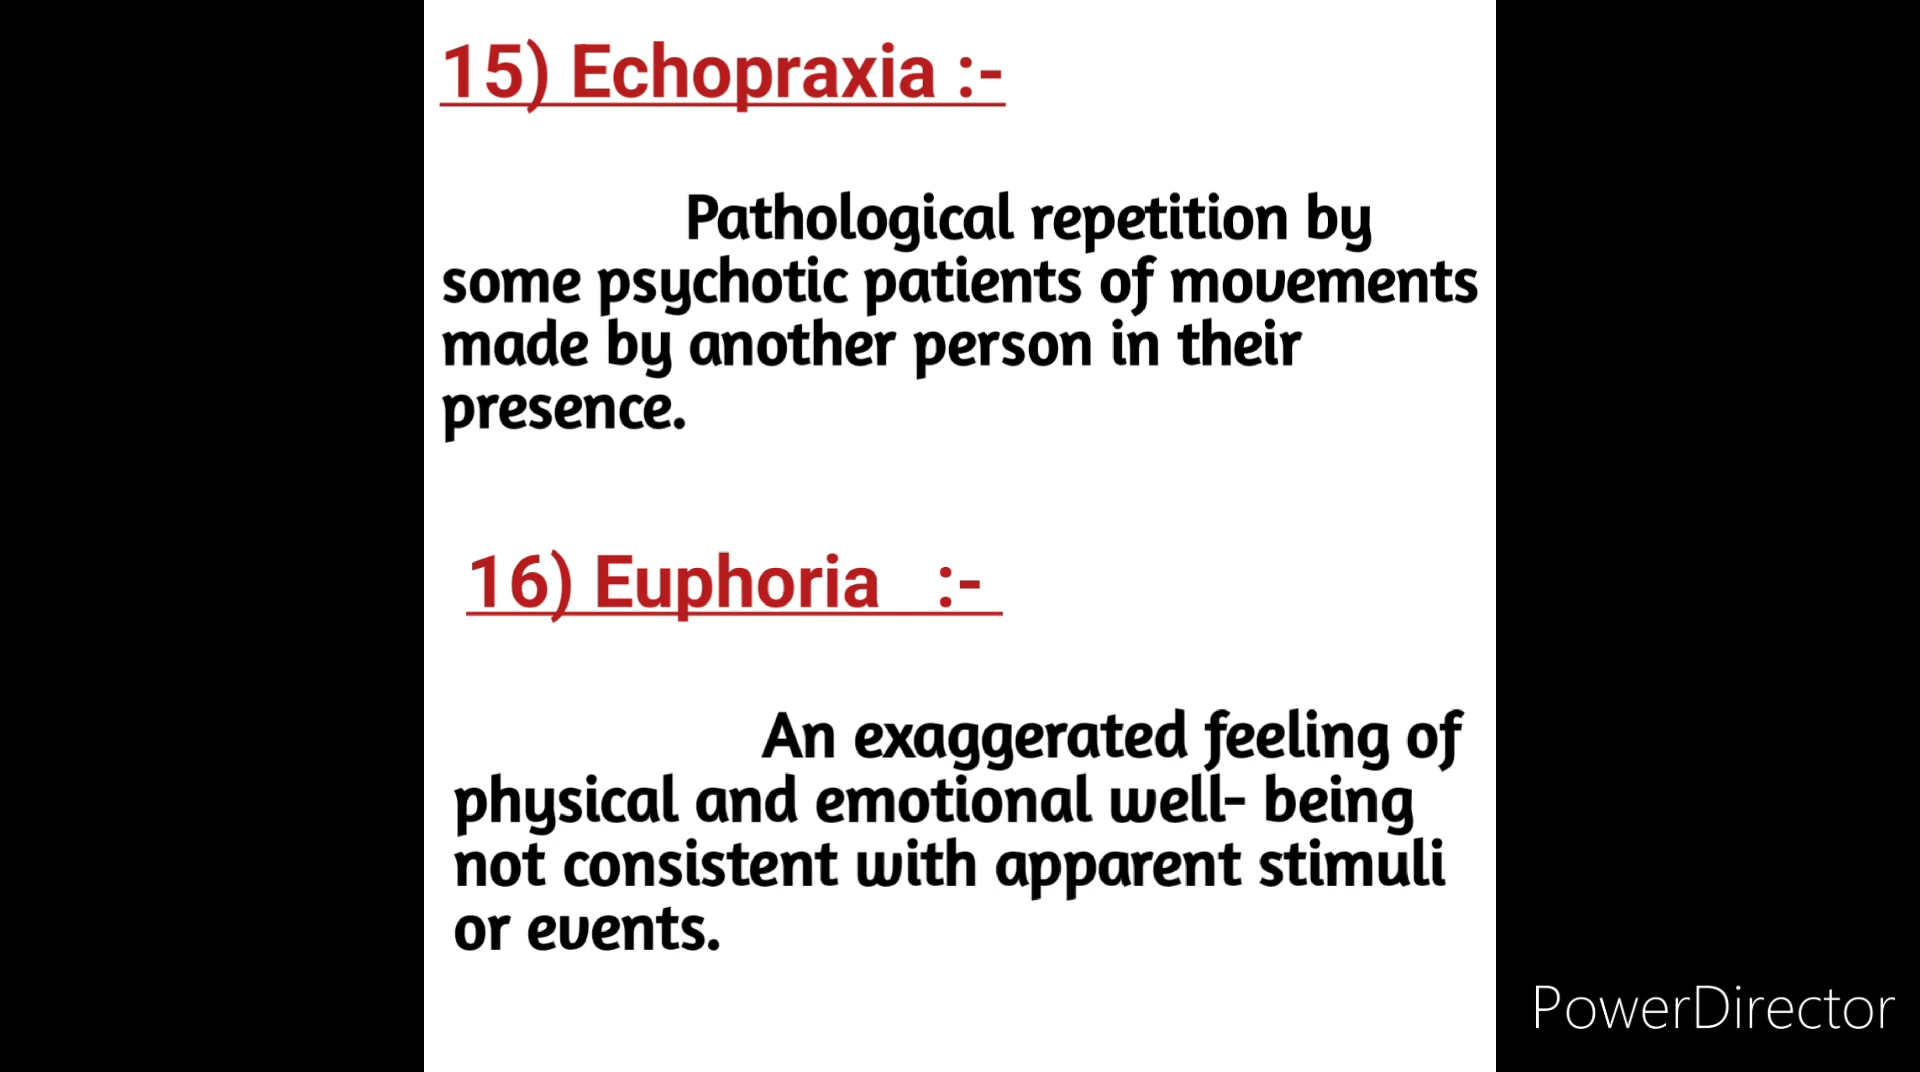 15) Echopraxia :-
Pathological repetition by
some psychotic patients of movements
made by another person in their
presence.
16) Euphoria :-
An exaggerated feeling of
physical and emotional well- being
not consistent with apparent stimuli
or events.
PowerDirector